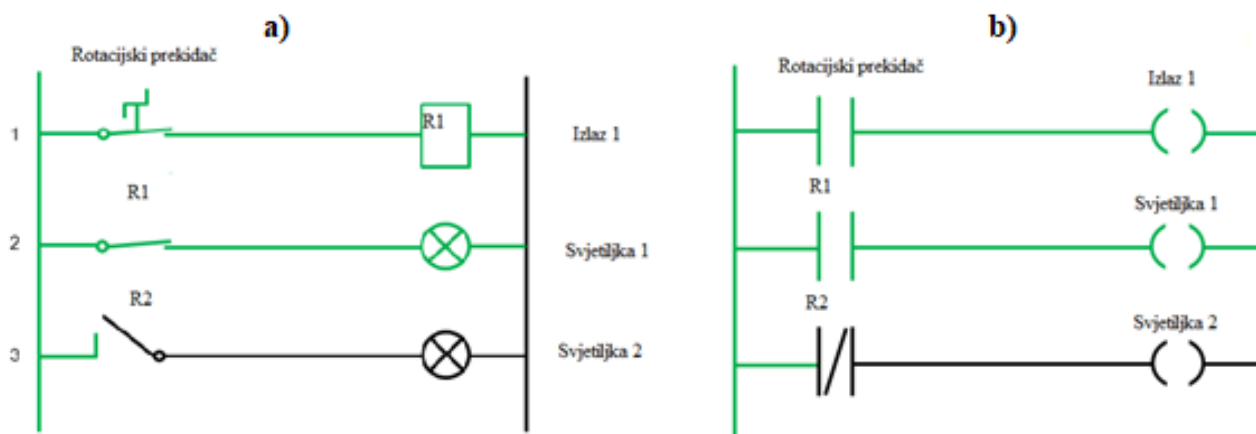 a)
Rotacijski prekidač
1
R1
Izlaz 1
R1
2
Svjetiljka 1
R2
3
Svjetiljka 2
b)
Rotacijski prekidač
Izlaz 1
R1
Svjetiljka 1
R2
Svjetiljka 2